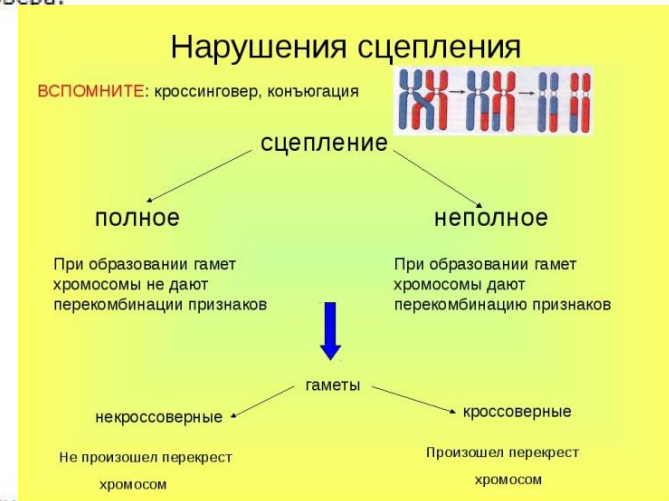 Нарушения сцепления
ВСПОМНИТЕ: кроссинговер, конъюгация
сцепление
полное
неполное
При образовании гамет
хромосомы не дают
перекомбинации признаков
При образовании гамет
хромосомы дают
перекомбинацию признаков
гаметы
некроссоверные
кроссоверные
Не произошел перекрест
хромосом
Произошел перекрест
хромосом